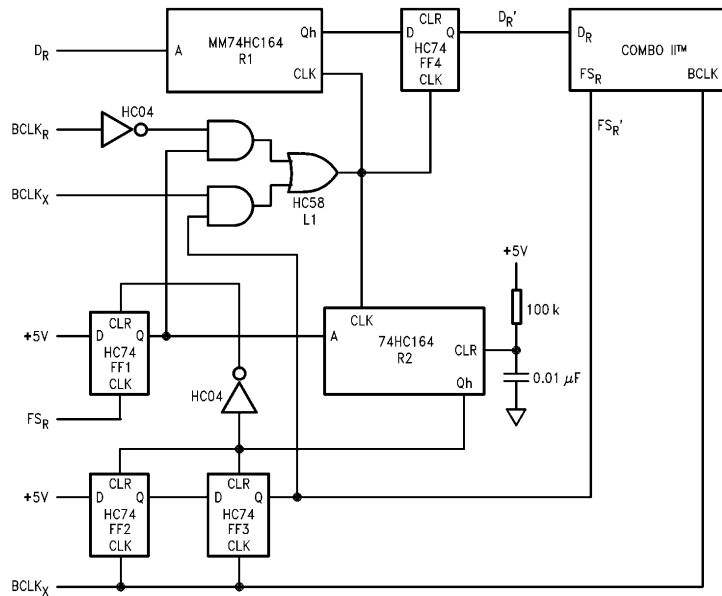 D_R
A
MM74HC164
R1
Qh
CLK
CLR
D
Q
HC74
FF4
CLK
D_R'
D_R
COMBO II™
FS_R
BCLK
FS_R'
BCLK_R
HC04
BCLK_X
HC58
L1
+5V
100 k
0.01 μF
CLK
A
74HC164
R2
CLR
Qh
+5V
CLR
D
Q
HC74
FF1
CLK
FS_R
HC04
+5V
CLR
D
Q
HC74
FF2
CLK
CLR
D
Q
HC74
FF3
CLK
BCLK_X